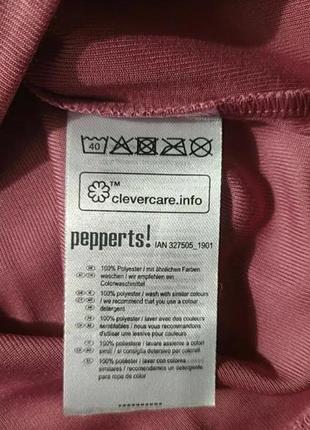 40
™
clevercare.info
pepperts! IAN 327505_1901
100% Polyester / mit ähnlichen Farben
waschen / wir empfehlen ein
Colorwaschmittel
100% polyester / wash with similar colours
/ we recommend that you use a colour
detergent
100% polyester / laver avec des couleurs
semblables / nous vous recommandons
d'utiliser une lessive couleurs
100% poliestere / lavare assieme a colori
simili / si consiglia detersivo per colorati
100% poliéster / lavar con colores
similares / recomendamos un detergente
para ropa de color